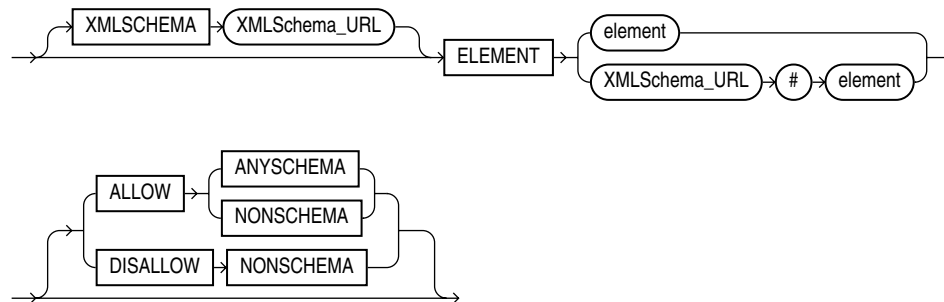 XMLSCHEMA XMLSchema_URL
ELEMENT
element
XMLSchema_URL # element
ALLOW
ANYSCHEMA
NONSCHEMA
DISALLOW NONSCHEMA